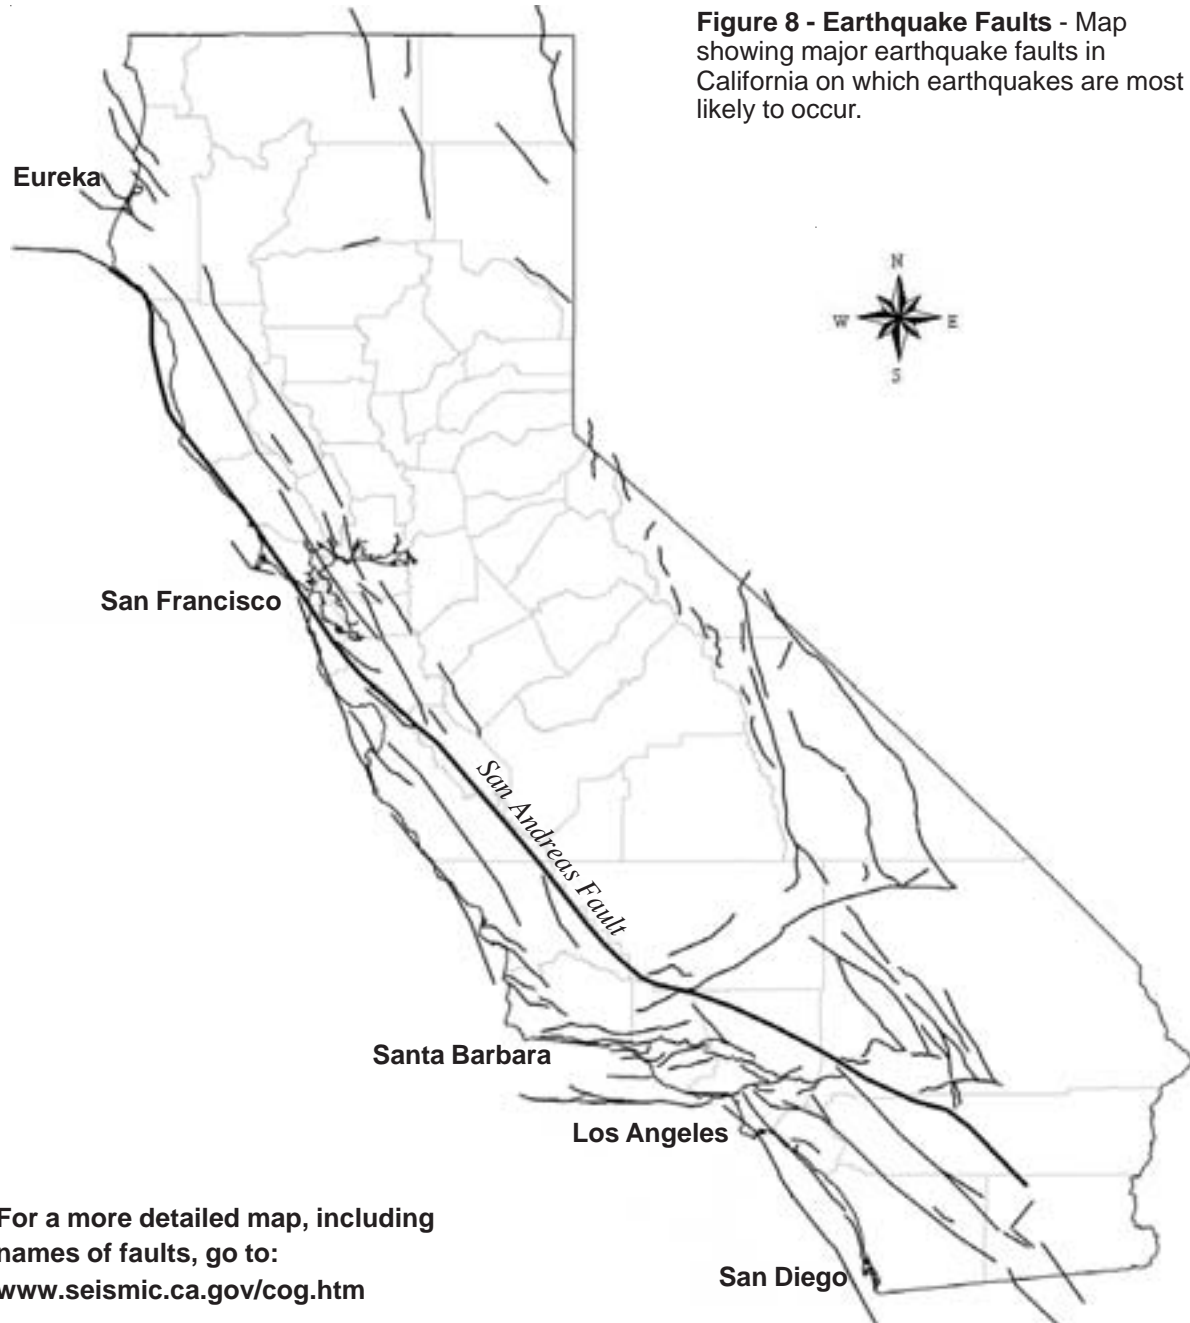 Figure 8 - Earthquake Faults - Map
showing major earthquake faults in
California on which earthquakes are most
likely to occur.
Eureka
N
W E
S
San Francisco
San Andreas Fault
Santa Barbara
Los Angeles
San Diego
For a more detailed map, including
names of faults, go to:
www.seismic.ca.gov/cog.htm